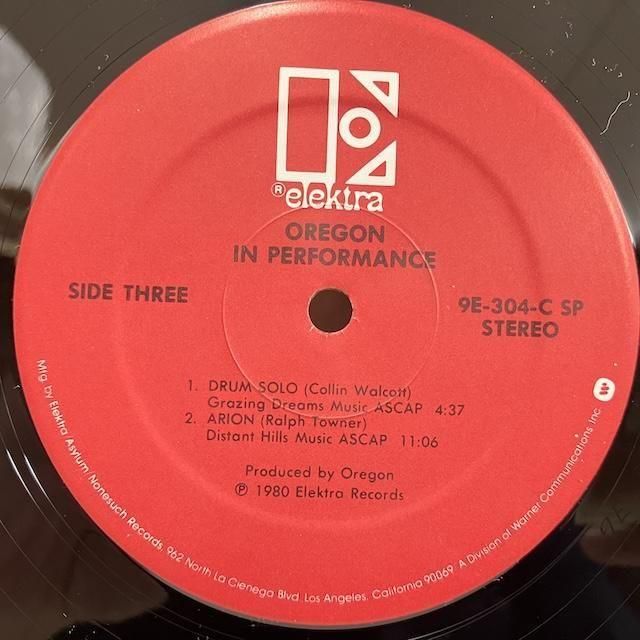 ® elektra
OREGON
IN PERFORMANCE
SIDE THREE
9E-304-C SP
STEREO
1. DRUM SOLO (Collin Walcott)
Grazing Dreams Music ASCAP 4:37
2. ARION (Ralph Towner)
Distant Hills Music ASCAP 11:06
Produced by Oregon
Ⓟ 1980 Elektra Records
Mfg. by Elektra/Asylum/Nonesuch Records, 962 North La Cienega Blvd. Los Angeles, California 90069. A Division of Warner Communications Inc.